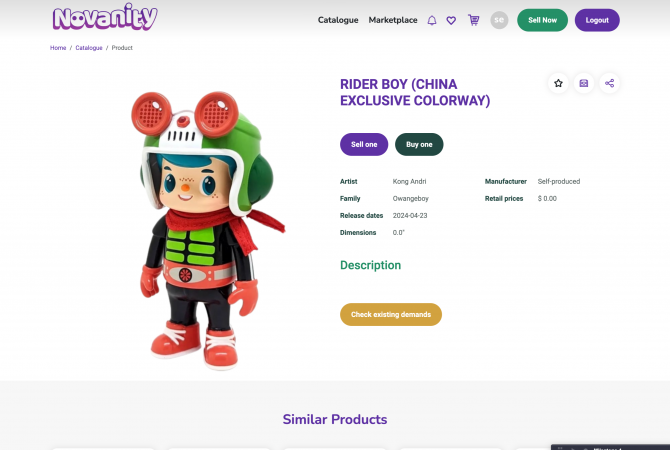 Novanity
Catalogue Marketplace se Sell Now Logout
Home / Catalogue / Product
RIDER BOY (CHINA
EXCLUSIVE COLORWAY)
Sell one Buy one
Artist Kong Andri Manufacturer Self-produced
Family Owangeboy Retail prices $ 0.00
Release dates 2024-04-23
Dimensions 0.0"
Description
Check existing demands
Similar Products